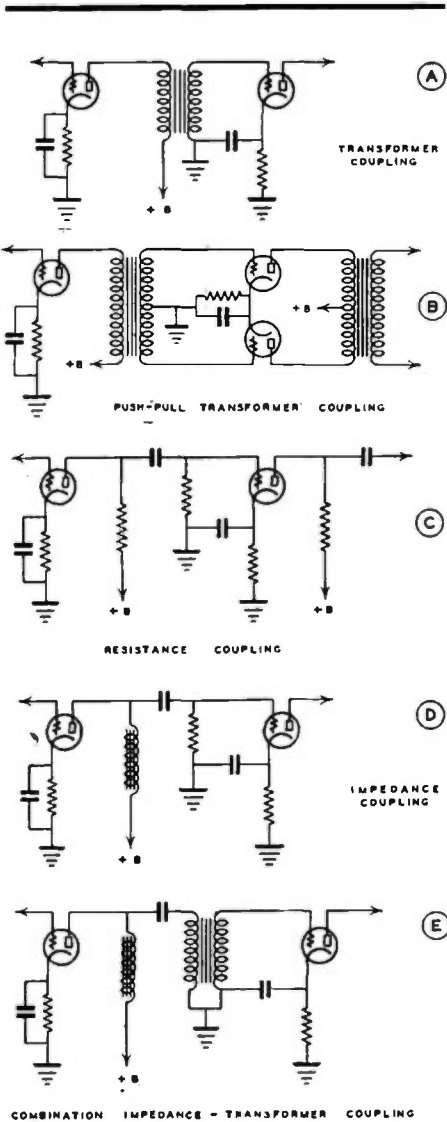 A
TRANSFORMER
COUPLING
+ B
B
+ B
+B
PUSH-PULL TRANSFORMER COUPLING
C
+ B
+ B
RESISTANCE COUPLING
D
IMPEDANCE
COUPLING
+ B
E
+ B
COMBINATION IMPEDANCE - TRANSFORMER COUPLING